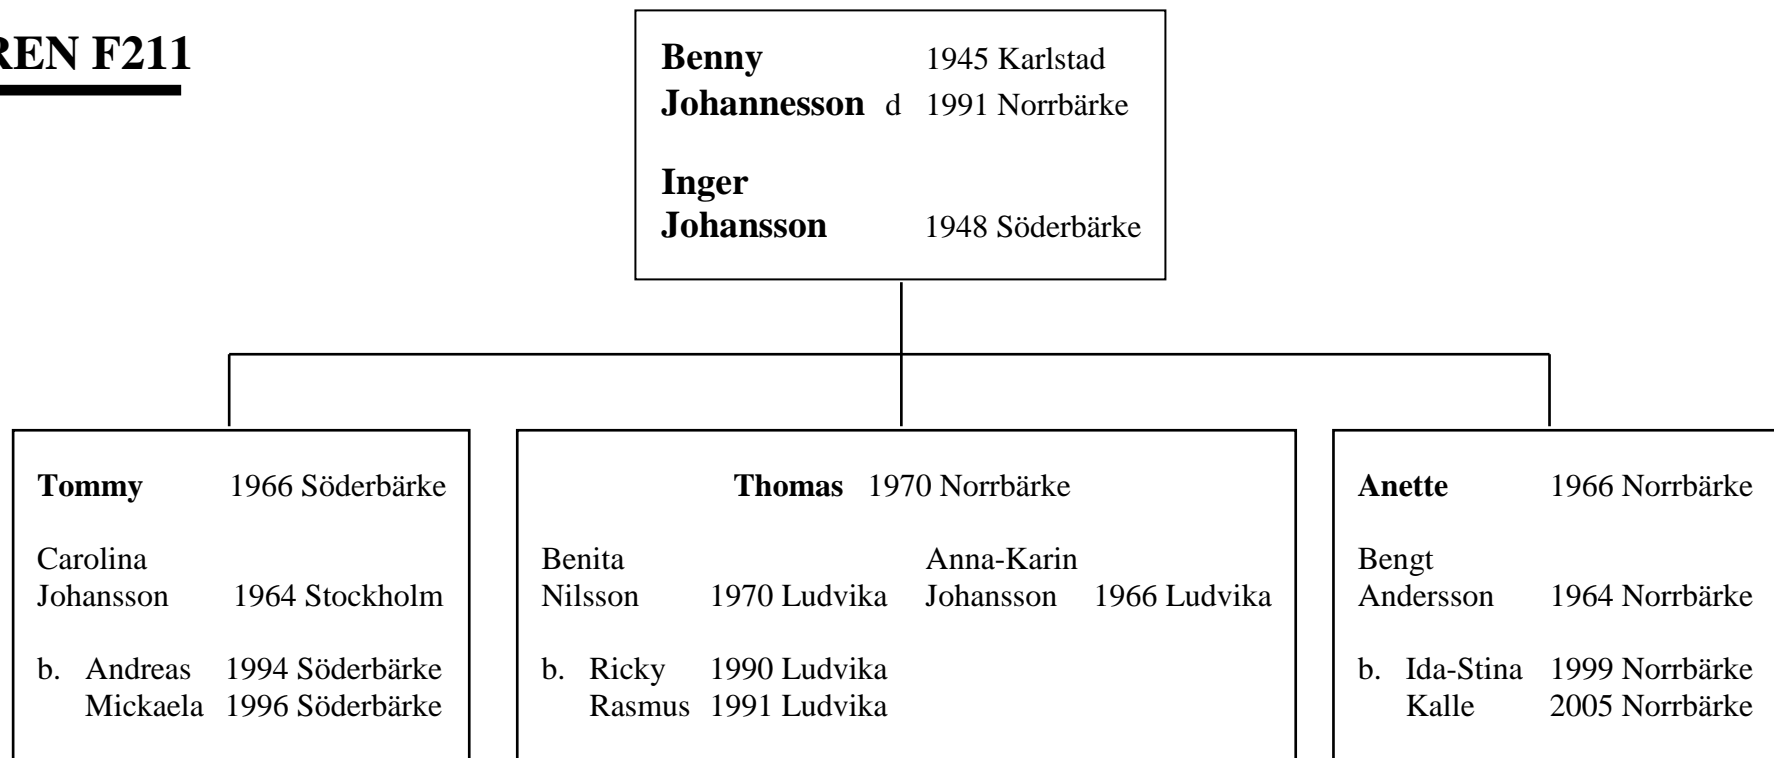 REN F211
Benny 1945 Karlstad
Johannesson d 1991 Norrbärke
Inger
Johansson 1948 Söderbärke
Tommy 1966 Söderbärke
Carolina
Johansson 1964 Stockholm
b. Andreas 1994 Söderbärke
Mickaela 1996 Söderbärke
Thomas 1970 Norrbärke
Benita
Nilsson 1970 Ludvika
Anna-Karin
Johansson 1966 Ludvika
b. Ricky 1990 Ludvika
Rasmus 1991 Ludvika
Anette 1966 Norrbärke
Bengt
Andersson 1964 Norrbärke
b. Ida-Stina 1999 Norrbärke
Kalle 2005 Norrbärke